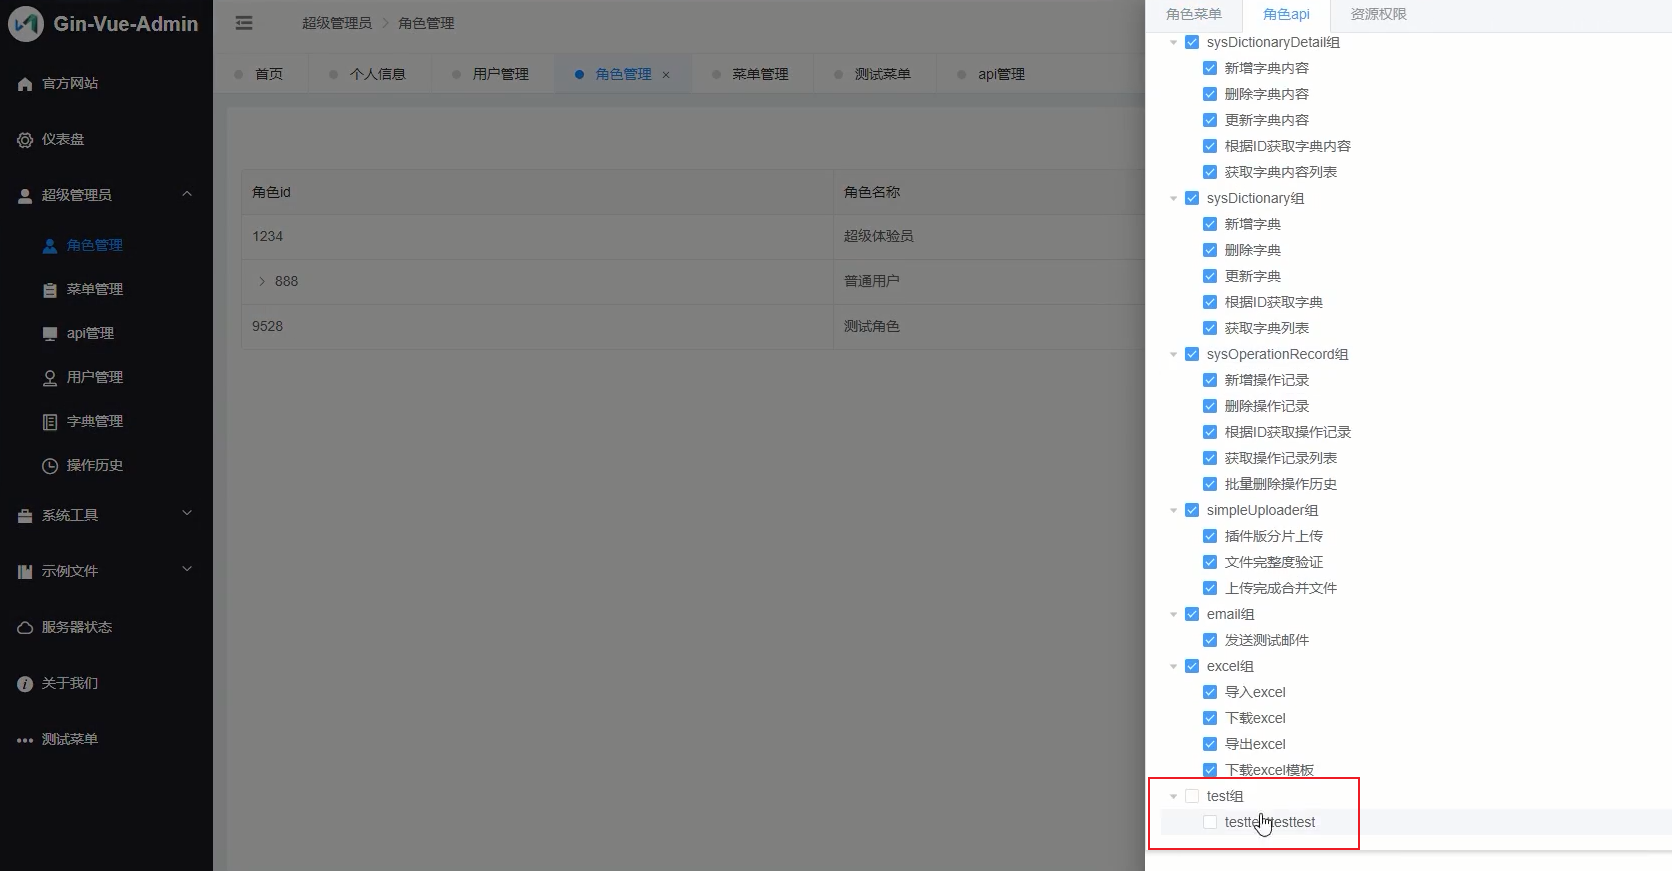 Gin-Vue-Admin
官方网站
仪表盘
超级管理员
角色管理
菜单管理
api管理
用户管理
字典管理
操作历史
系统工具
示例文件
服务器状态
关于我们
测试菜单
超级管理员 > 角色管理
首页 个人信息 用户管理 角色管理 × 菜单管理 测试菜单 api管理
角色id 角色名称
1234 超级体验员
888 普通用户
9528 测试角色
角色菜单 角色api 资源权限
sysDictionaryDetail组
新增字典内容
删除字典内容
更新字典内容
根据ID获取字典内容
获取字典内容列表
sysDictionary组
新增字典
删除字典
更新字典
根据ID获取字典
获取字典列表
sysOperationRecord组
新增操作记录
删除操作记录
根据ID获取操作记录
获取操作记录列表
批量删除操作历史
simpleUploader组
插件版分片上传
文件完整度验证
上传完成合并文件
email组
发送测试邮件
excel组
导入excel
下载excel
导出excel
下载excel模板
test组